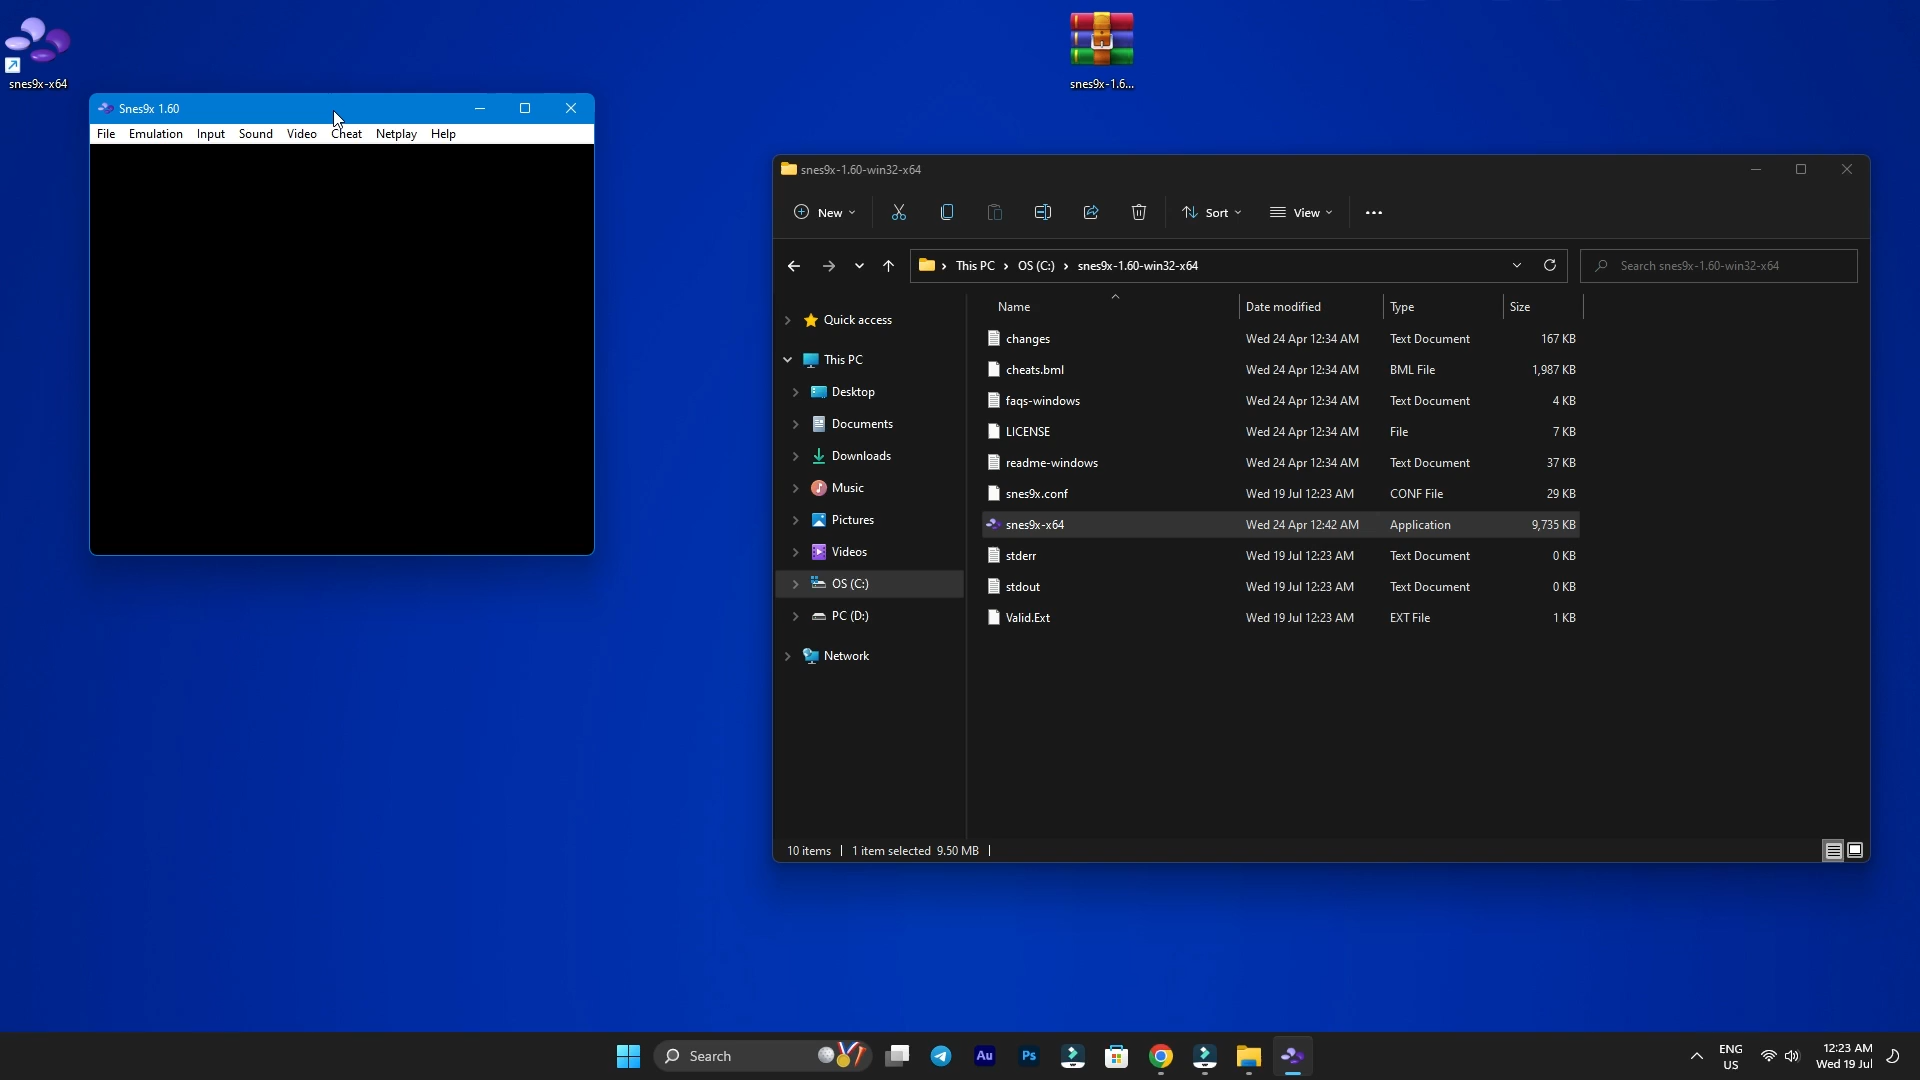 snes9x-x64
snes9x-1.6...
Snes9x 1.60
File Emulation Input Sound Video Cheat Netplay Help
snes9x-1.60-win32-x64
New Sort View
This PC OS (C:) snes9x-1.60-win32-x64
Search snes9x-1.60-win32-x64
Quick access
This PC
Desktop
Documents
Downloads
Music
Pictures
Videos
OS (C:)
PC (D:)
Network
Name Date modified Type Size
changes Wed 24 Apr 12:34 AM Text Document 167 KB
cheats.bml Wed 24 Apr 12:34 AM BML File 1,987 KB
faqs-windows Wed 24 Apr 12:34 AM Text Document 4 KB
LICENSE Wed 24 Apr 12:34 AM File 7 KB
readme-windows Wed 24 Apr 12:34 AM Text Document 37 KB
snes9x.conf Wed 19 Jul 12:23 AM CONF File 29 KB
snes9x-x64 Wed 24 Apr 12:42 AM Application 9,735 KB
stderr Wed 19 Jul 12:23 AM Text Document 0 KB
stdout Wed 19 Jul 12:23 AM Text Document 0 KB
Valid.Ext Wed 19 Jul 12:23 AM EXT File 1 KB
10 items 1 item selected 9.50 MB
Search
Au
Ps
ENG
US
12:23 AM
Wed 19 Jul